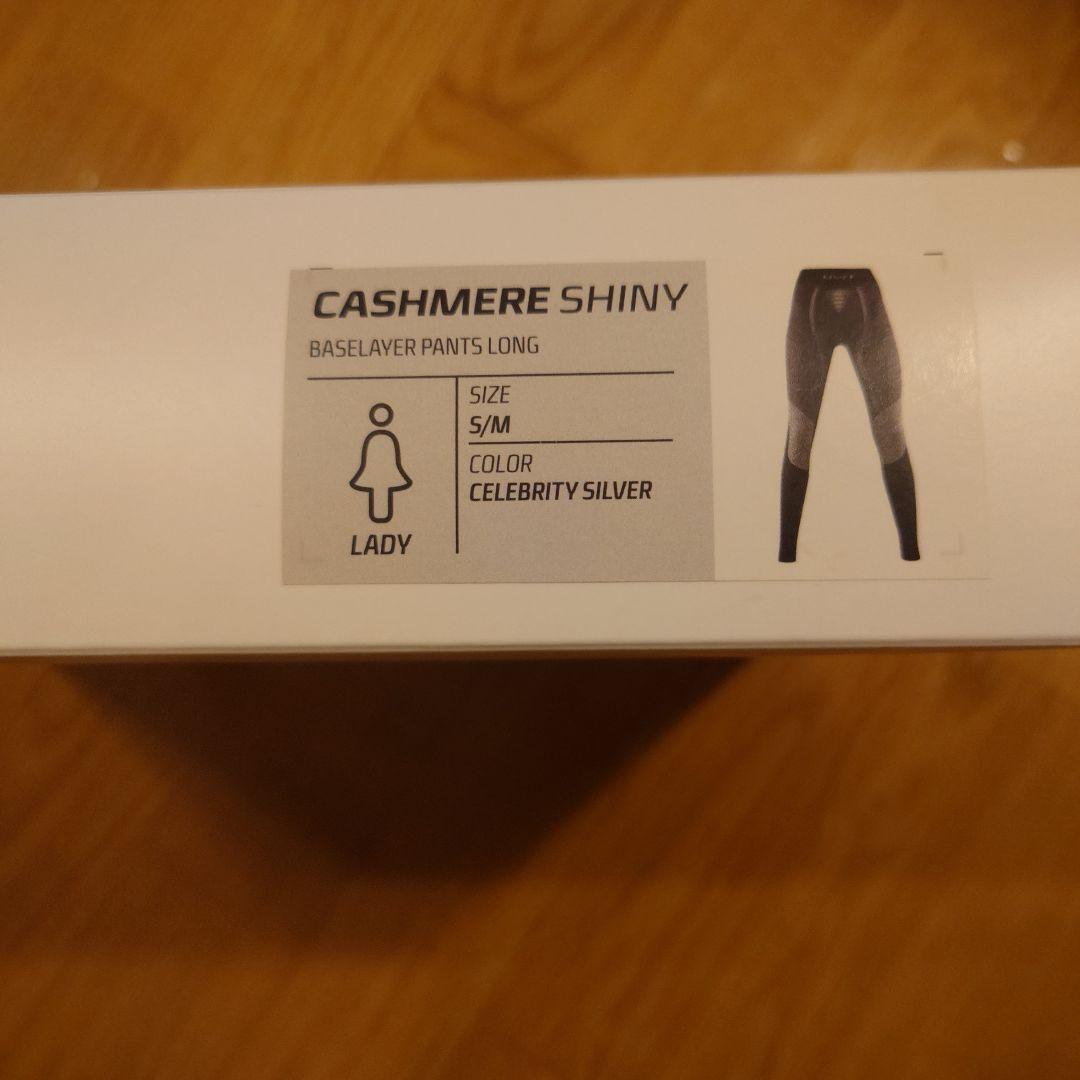 CASHMERE SHINY
BASELAYER PANTS LONG
SIZE
S/M
COLOR
CELEBRITY SILVER
LADY